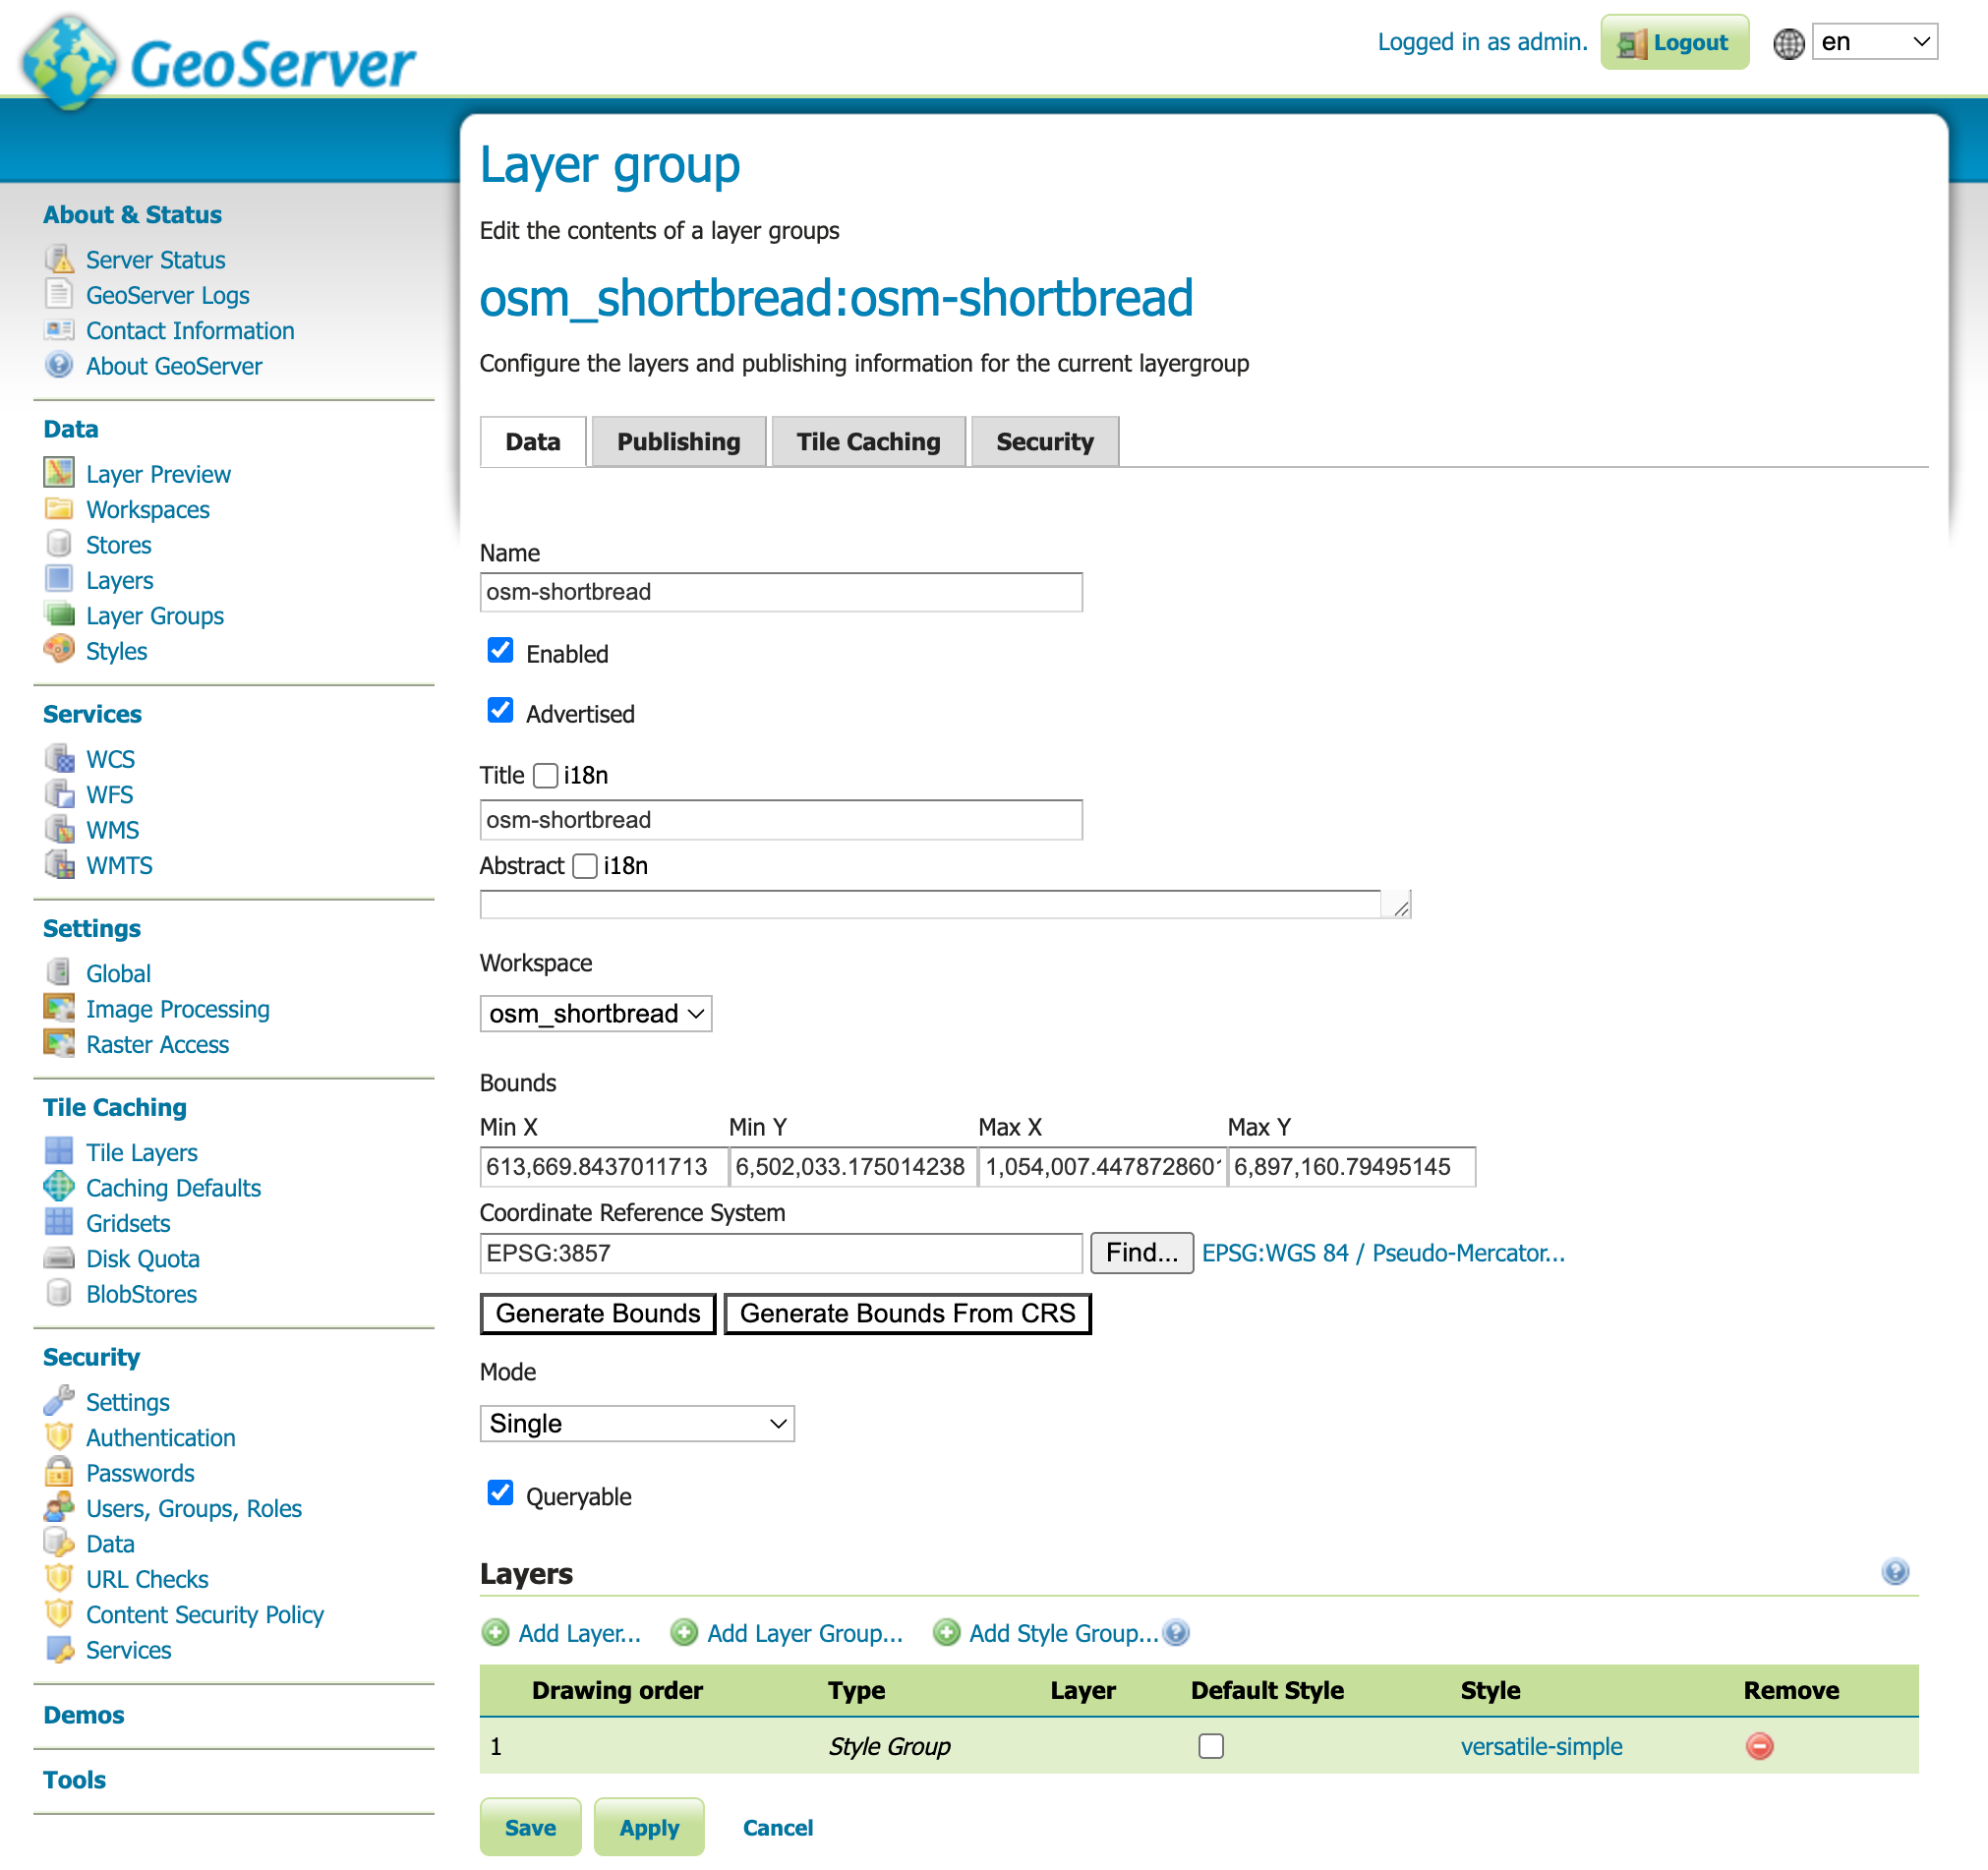 GeoServer
Logged in as admin.
Logout
en
Layer group
Edit the contents of a layer groups
osm_shortbread:osm-shortbread
Configure the layers and publishing information for the current layergroup
Data
Publishing
Tile Caching
Security
About & Status
Server Status
GeoServer Logs
Contact Information
About GeoServer
Data
Layer Preview
Workspaces
Stores
Layers
Layer Groups
Styles
Services
WCS
WFS
WMS
WMTS
Settings
Global
Image Processing
Raster Access
Tile Caching
Tile Layers
Caching Defaults
Gridsets
Disk Quota
BlobStores
Security
Settings
Authentication
Passwords
Users, Groups, Roles
Data
URL Checks
Content Security Policy
Services
Demos
Tools
Name
osm-shortbread
Enabled
Advertised
Title i18n
osm-shortbread
Abstract i18n
Workspace
osm_shortbread
Bounds
Min X Min Y Max X Max Y
613,669.8437011713 6,502,033.175014238 1,054,007.447872860 6,897,160.79495145
Coordinate Reference System
EPSG:3857 Find... EPSG:WGS 84 / Pseudo-Mercator...
Generate Bounds Generate Bounds From CRS
Mode
Single
Queryable
Layers
Add Layer... Add Layer Group... Add Style Group...
Drawing order Type Layer Default Style Style Remove
1 Style Group versatile-simple
Save Apply Cancel